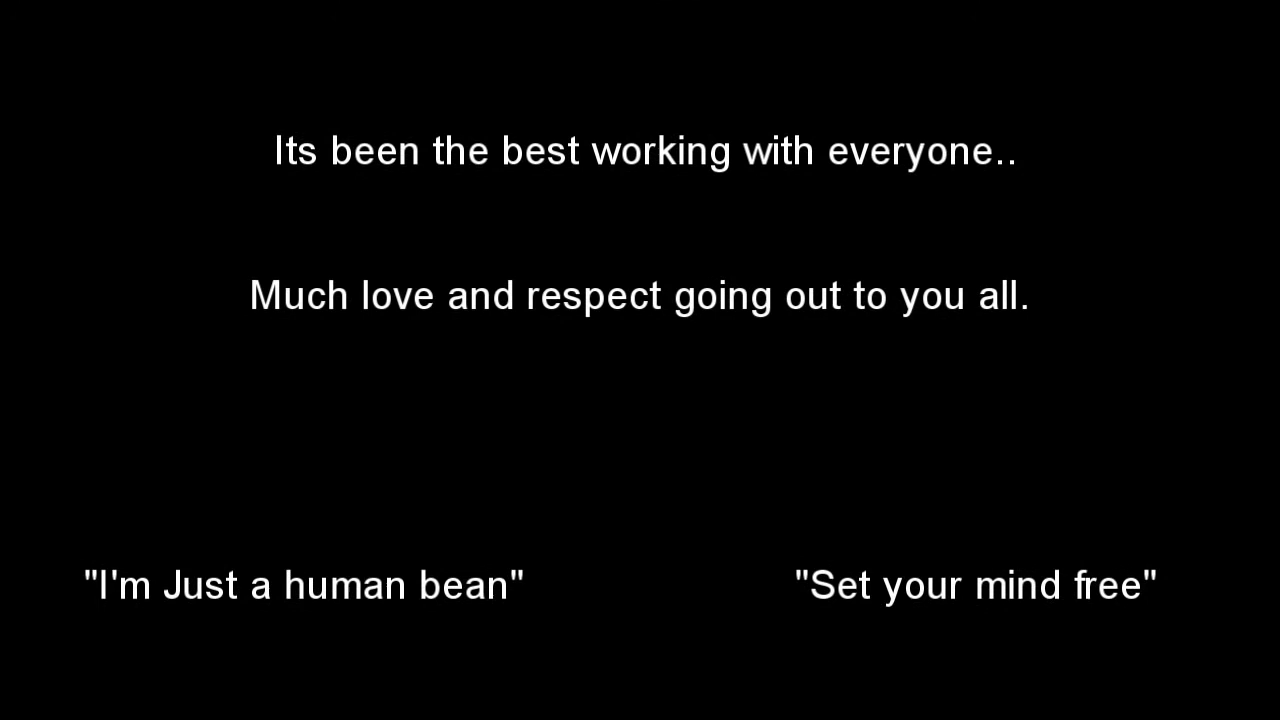 Its been the best working with everyone..
Much love and respect going out to you all.
"I'm Just a human bean"
"Set your mind free"